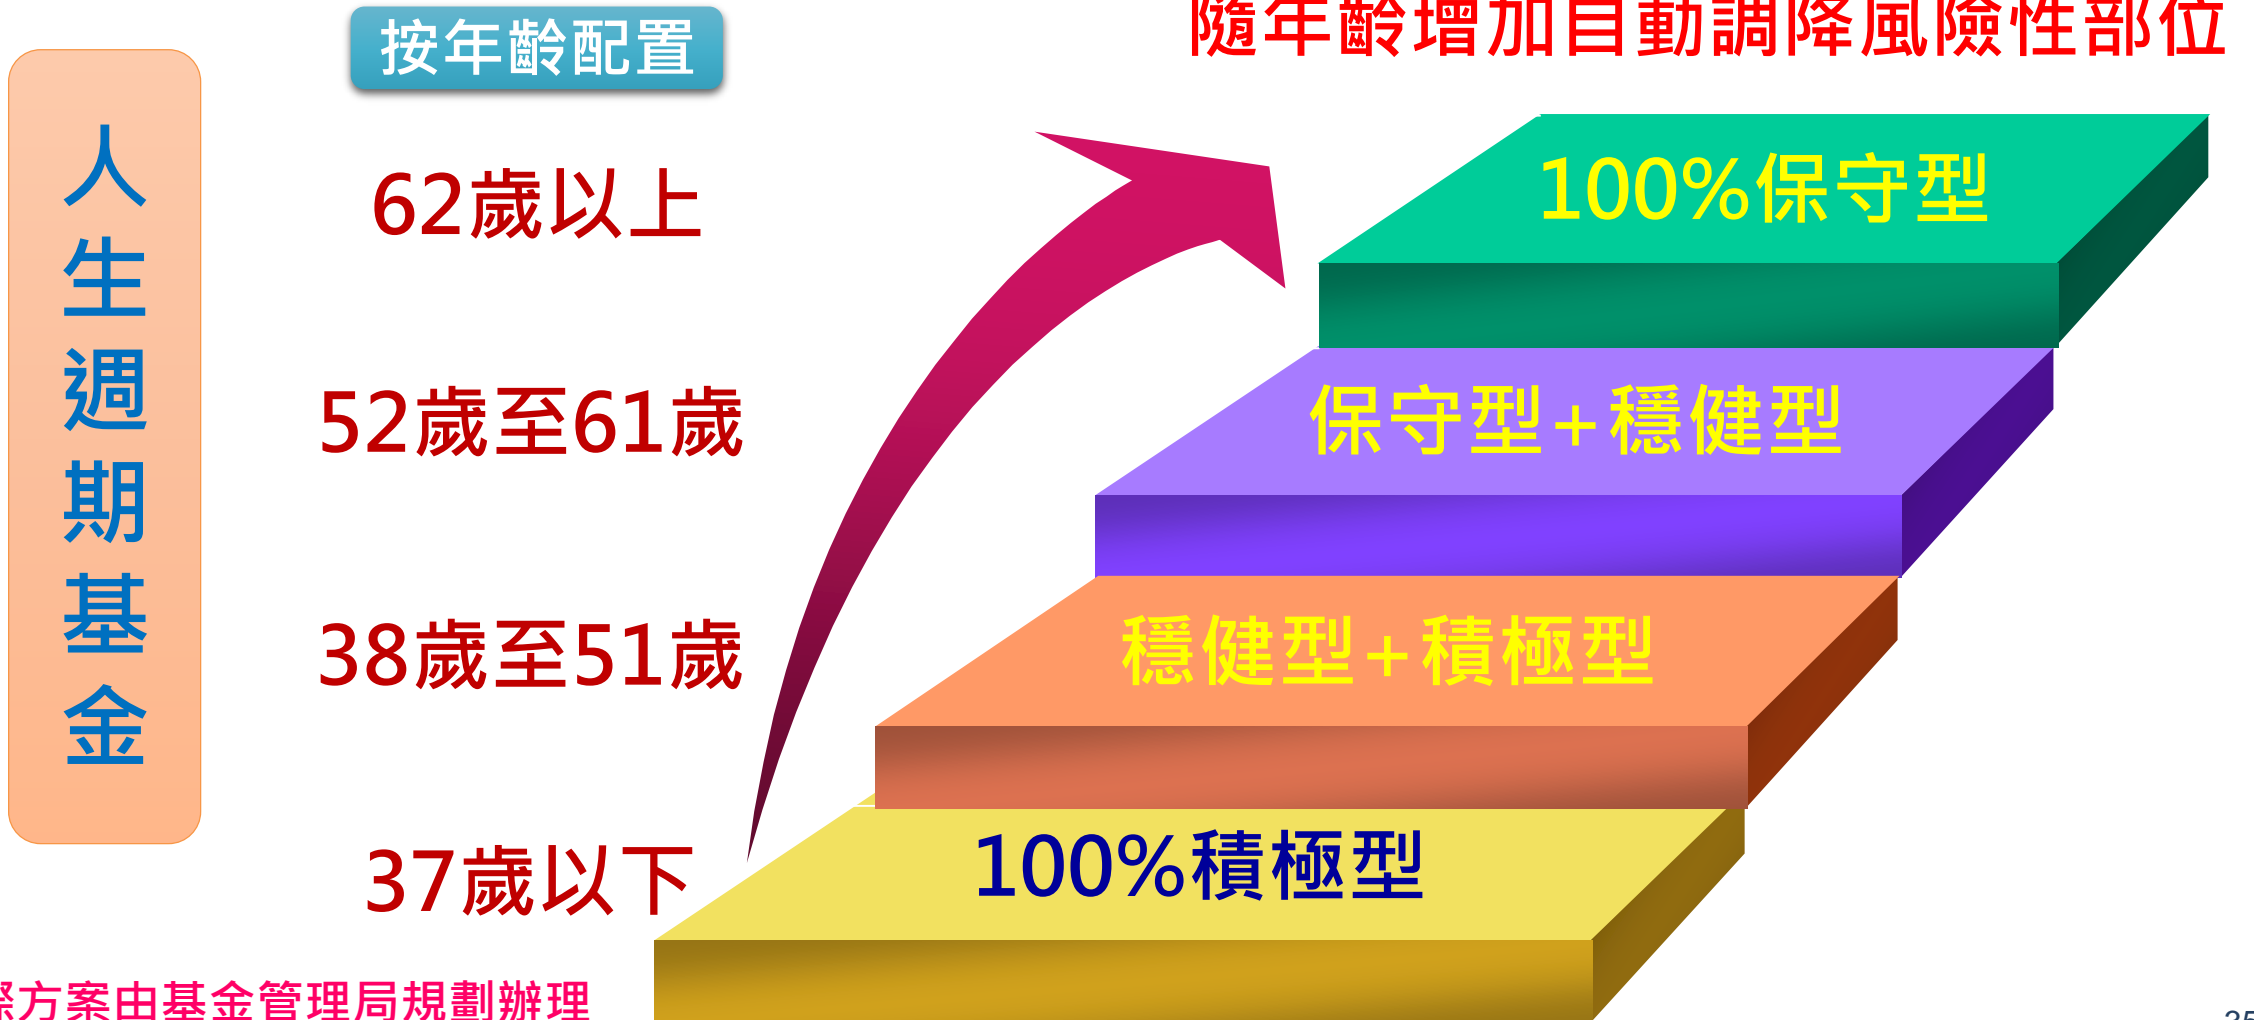 隨年齡增加自動調降風險性部位
按年齡配置
人生週期基金
62歲以上
100%保守型
52歲至61歲
保守型+穩健型
38歲至51歲
穩健型+積極型
37歲以下
100%積極型
方案由基金管理局規劃辦理